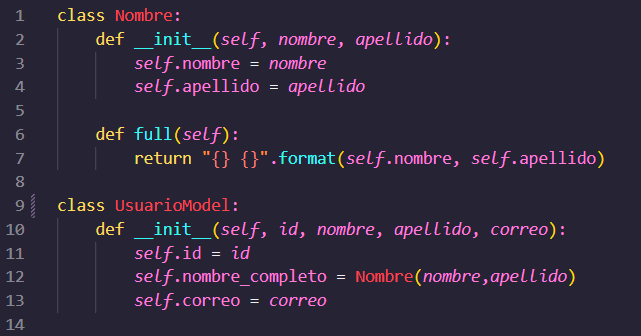 1 class Nombre:
2     def __init__(self, nombre, apellido):
3         self.nombre = nombre
4         self.apellido = apellido
5
6     def full(self):
7         return "{} {}".format(self.nombre, self.apellido)
8
9 class UsuarioModel:
10     def __init__(self, id, nombre, apellido, correo):
11         self.id = id
12         self.nombre_completo = Nombre(nombre,apellido)
13         self.correo = correo
14